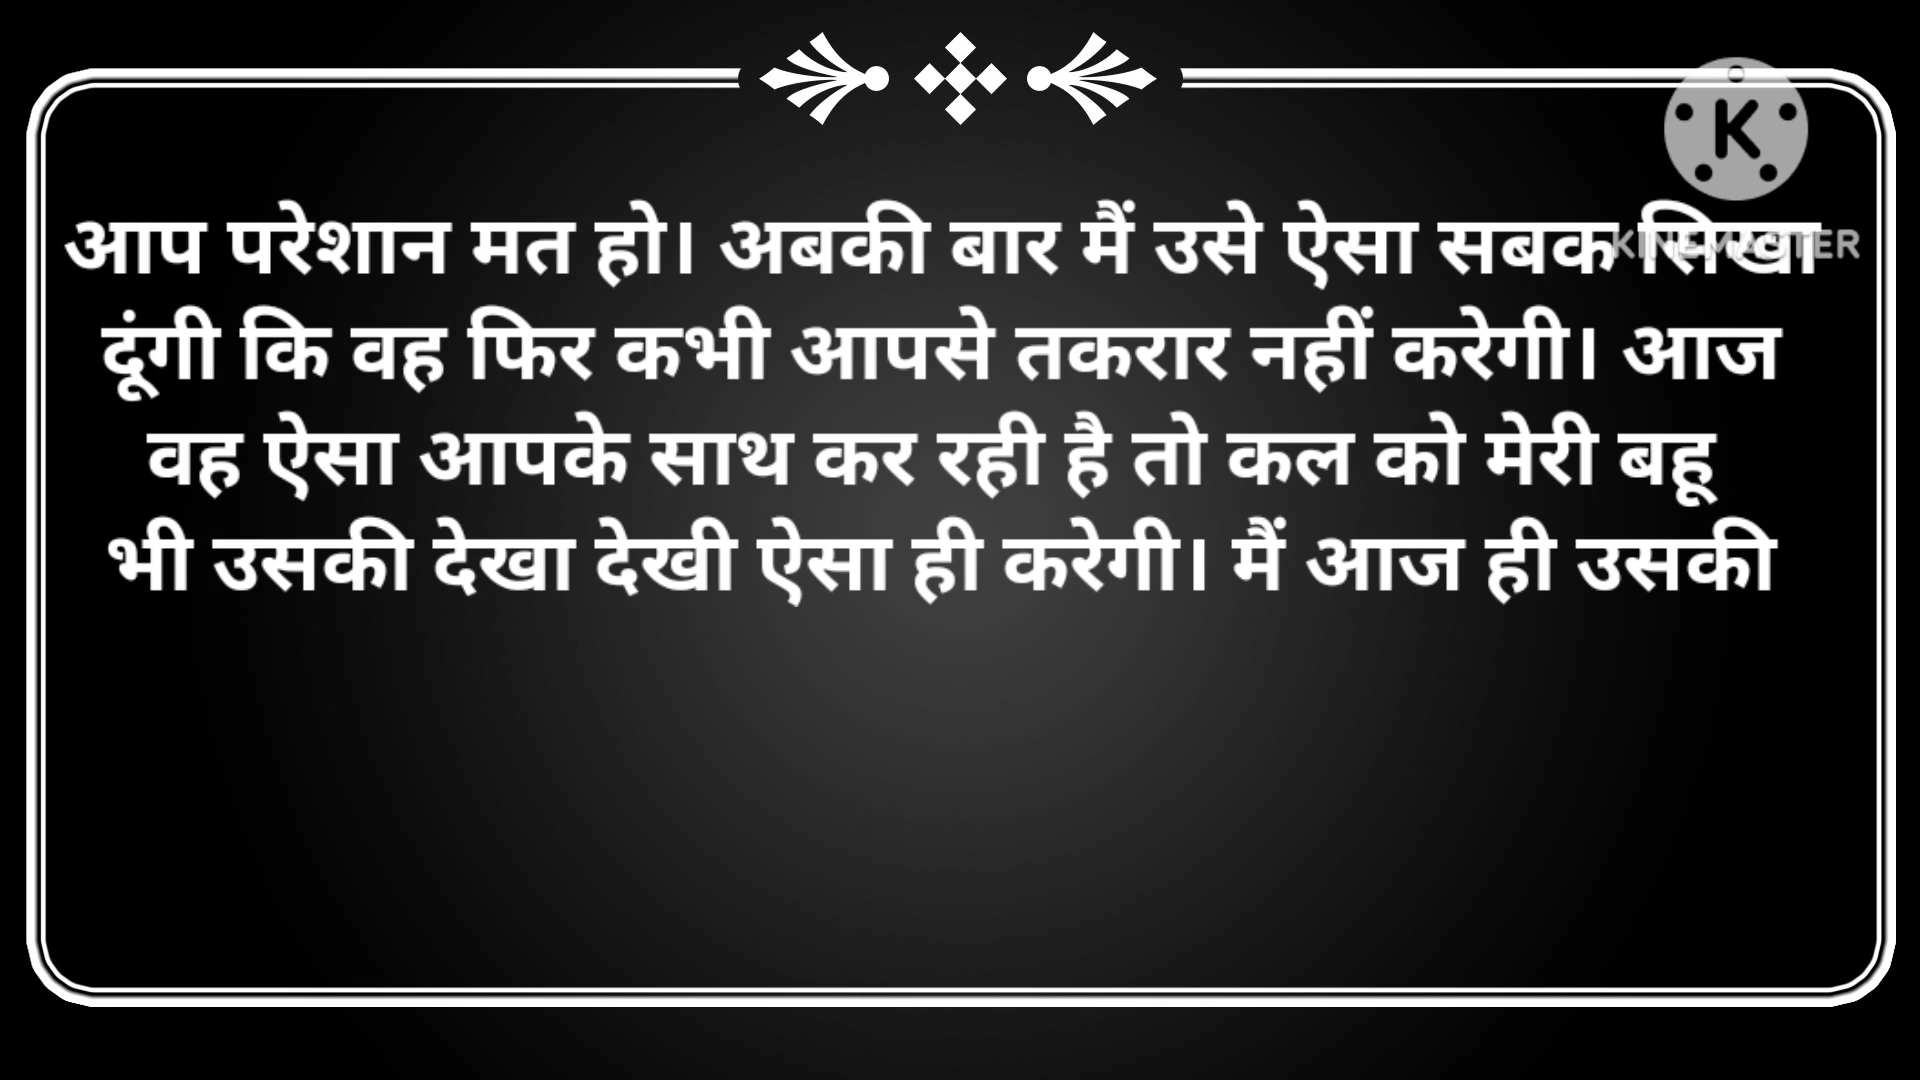 आप परेशान मत हो। अबकी बार मैं उसे ऐसा सबक सिखा
दूंगी कि वह फिर कभी आपसे तकरार नहीं करेगी। आज
वह ऐसा आपके साथ कर रही है तो कल को मेरी बहू
भी उसकी देखा देखी ऐसा ही करेगी। मैं आज ही उसकी
K
KINEMASTER